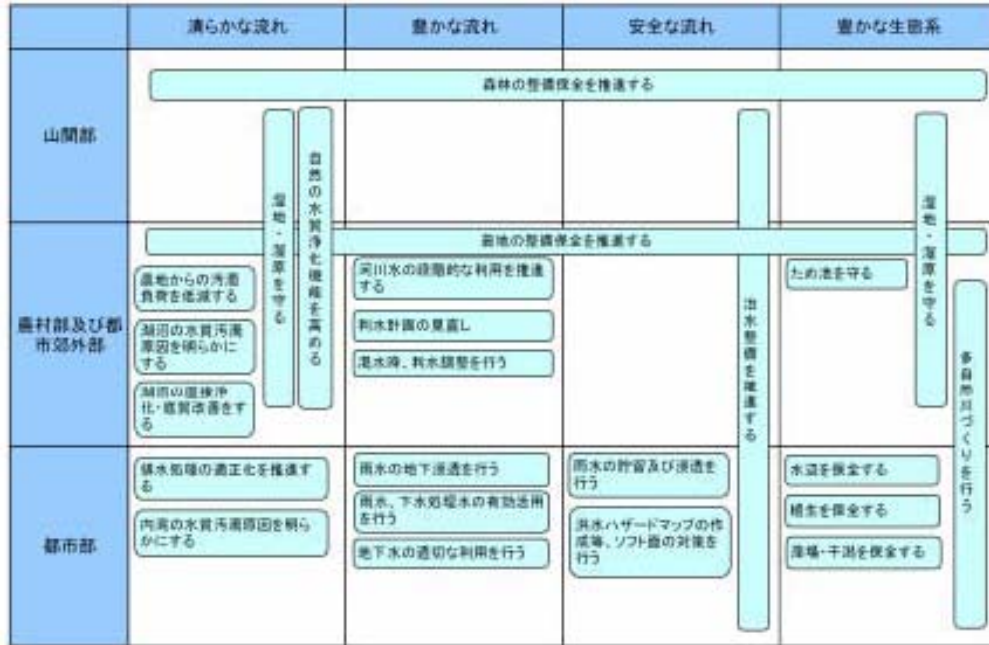 清らかな流れ
豊かな流れ
安全な流れ
豊かな生態系
山間部
森林の整備保全を推進する
湿地・湿原を守る
自然の水質浄化機能を高める
治水整備を推進する
湿地・湿原を守る
農村部及び都
市郊外部
農地の整備保全を推進する
農地からの汚濁
負荷を低減する
湖沼の水質汚濁
原因を明らかに
する
湖沼の直接浄
化・底質改善をす
る
河川水の段階的な利用を推進
する
利水計画の見直し
渇水時、利水調整を行う
ため池を守る
多自然川づくりを行う
都市部
排水処理の適正化を推進す
る
内湾の水質汚濁原因を明ら
かにする
雨水の地下浸透を行う
雨水、下水処理水の有効活用
を行う
地下水の適切な利用を行う
雨水の貯留及び浸透を
行う
洪水ハザードマップの作
成等、ソフト面の対策を
行う
水辺を保全する
植生を保全する
藻場・干潟を保全する